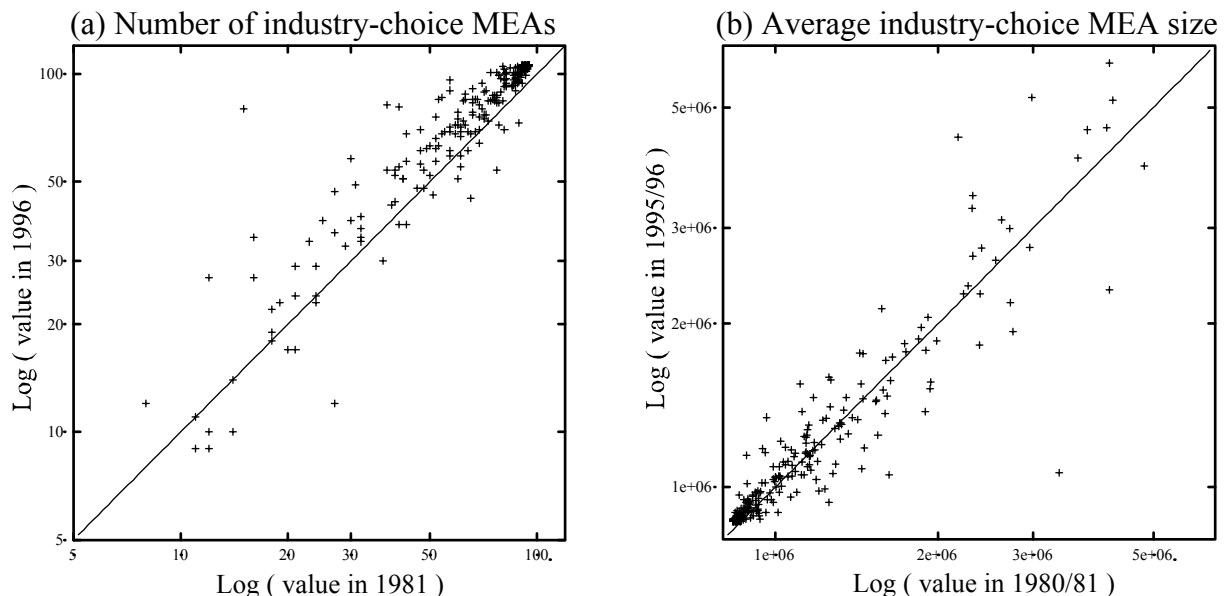 (a) Number of industry-choice MEAs
Log ( value in 1996 )
100
50
30
20
10
5
5
10
20
30
50
100
Log ( value in 1981 )
(b) Average industry-choice MEA size
Log ( value in 1995/96 )
5e+06
3e+06
2e+06
1e+06
1e+06
2e+06
3e+06
5e+06
Log ( value in 1980/81 )